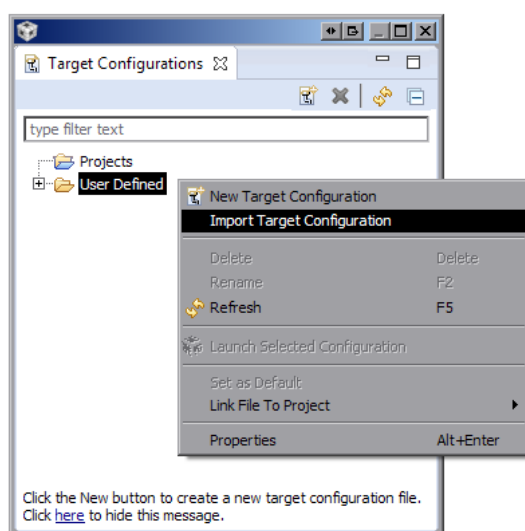 Target Configurations
type filter text
Projects
User Defined
New Target Configuration
Import Target Configuration
Delete Delete
Rename F2
Refresh F5
Launch Selected Configuration
Set as Default
Link File To Project
Properties Alt+Enter
Click the New button to create a new target configuration file.
Click here to hide this message.